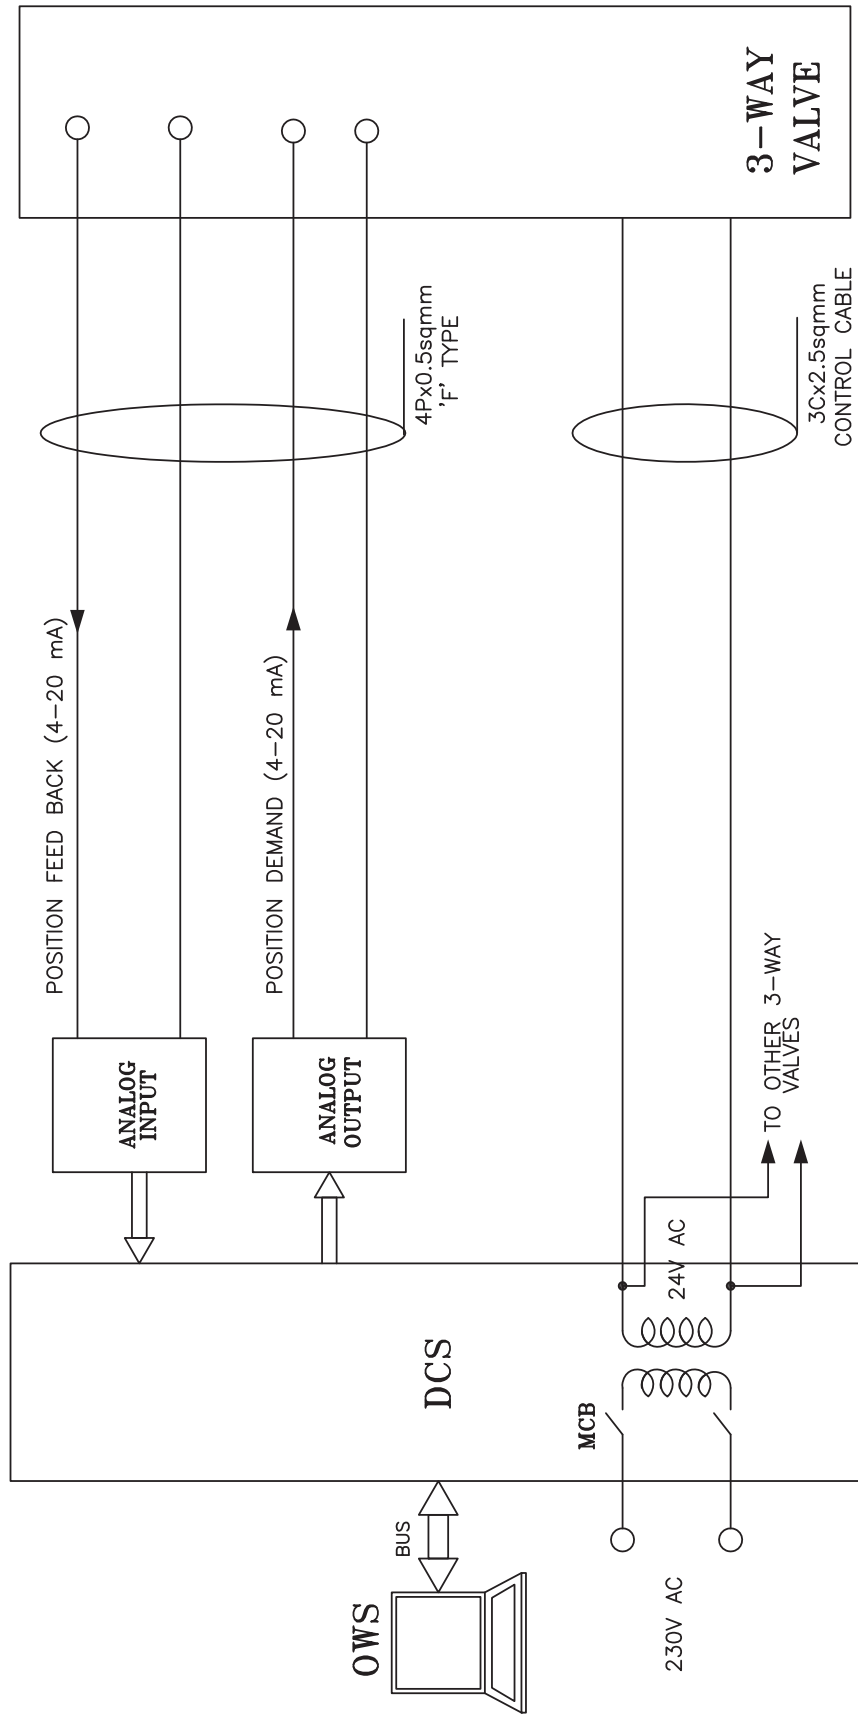 3-WAY
VALVE
4Px0.5sqmm
'F' TYPE
3Cx2.5sqmm
CONTROL CABLE
POSITION FEED BACK (4-20 mA)
POSITION DEMAND (4-20 mA)
ANALOG
INPUT
ANALOG
OUTPUT
TO OTHER 3-WAY
VALVES
24V AC
DCS
MCB
BUS
OWS
230V AC